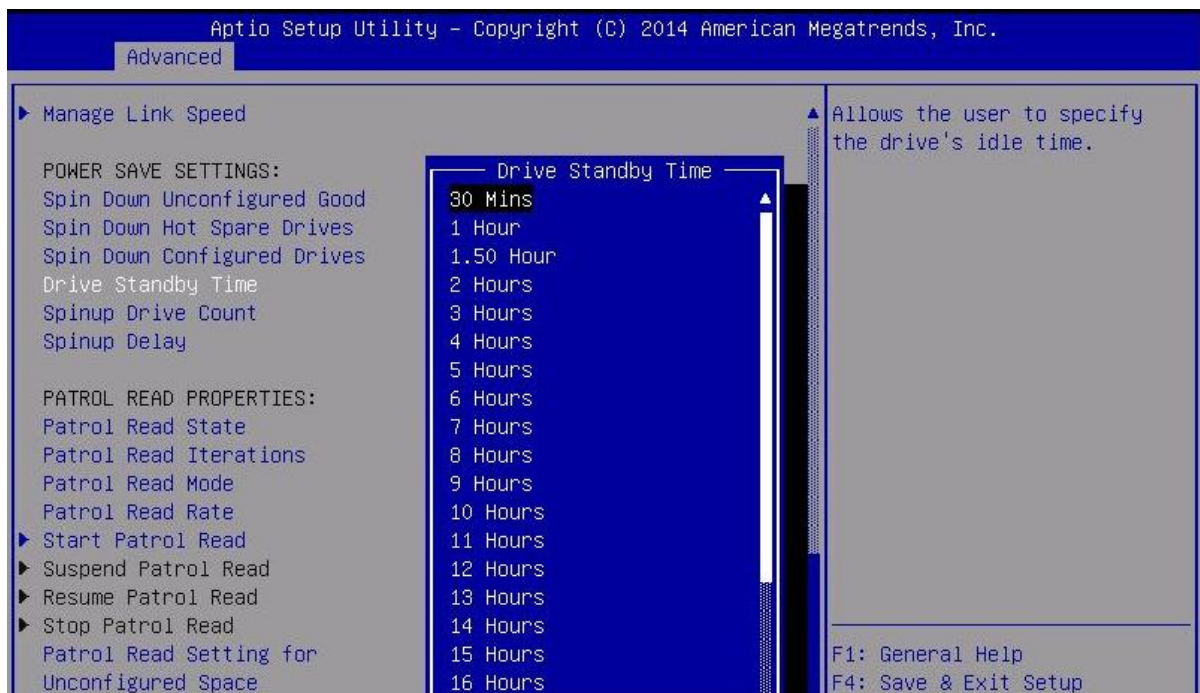 Aptio Setup Utility – Copyright (C) 2014 American Megatrends, Inc.
Advanced
Manage Link Speed
POWER SAVE SETTINGS:
Spin Down Unconfigured Good
Spin Down Hot Spare Drives
Spin Down Configured Drives
Drive Standby Time
Spinup Drive Count
Spinup Delay
PATROL READ PROPERTIES:
Patrol Read State
Patrol Read Iterations
Patrol Read Mode
Patrol Read Rate
Start Patrol Read
Suspend Patrol Read
Resume Patrol Read
Stop Patrol Read
Patrol Read Setting for
Unconfigured Space
Drive Standby Time
30 Mins
1 Hour
1.50 Hour
2 Hours
3 Hours
4 Hours
5 Hours
6 Hours
7 Hours
8 Hours
9 Hours
10 Hours
11 Hours
12 Hours
13 Hours
14 Hours
15 Hours
16 Hours
Allows the user to specify
the drive's idle time.
F1: General Help
F4: Save & Exit Setup